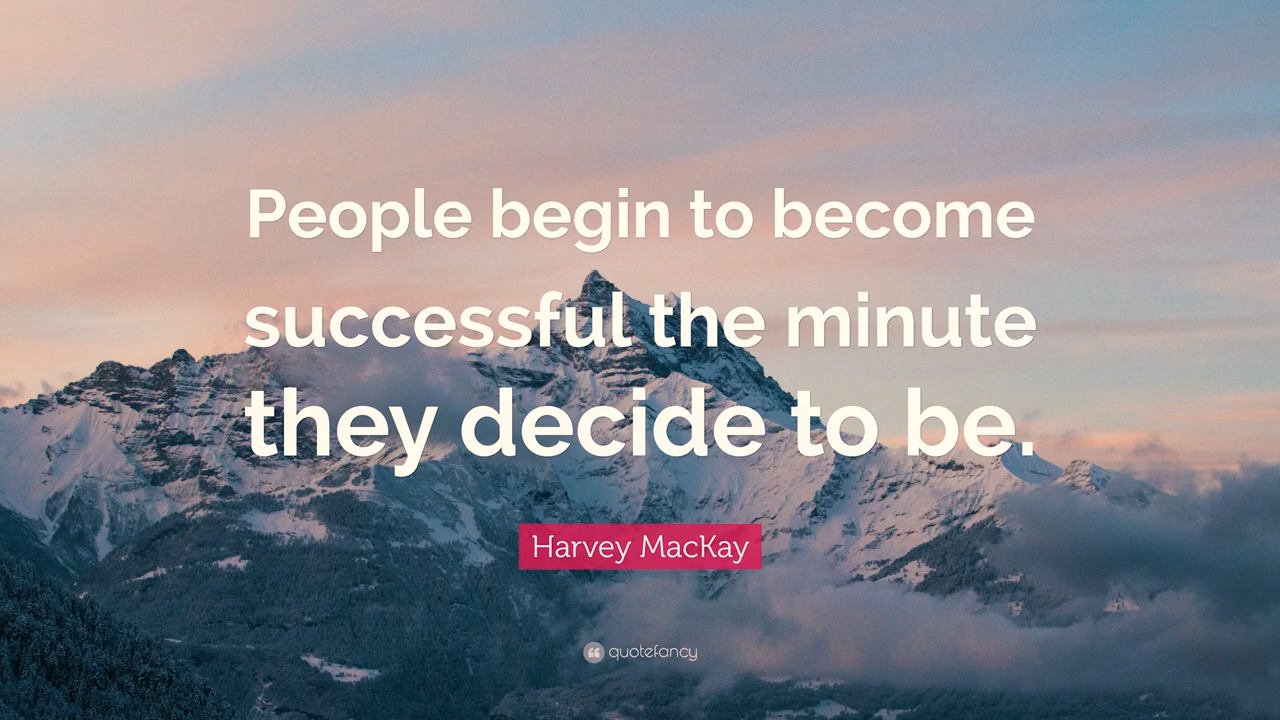 People begin to become
successful the minute
they decide to be.
Harvey MacKay
quotefancy